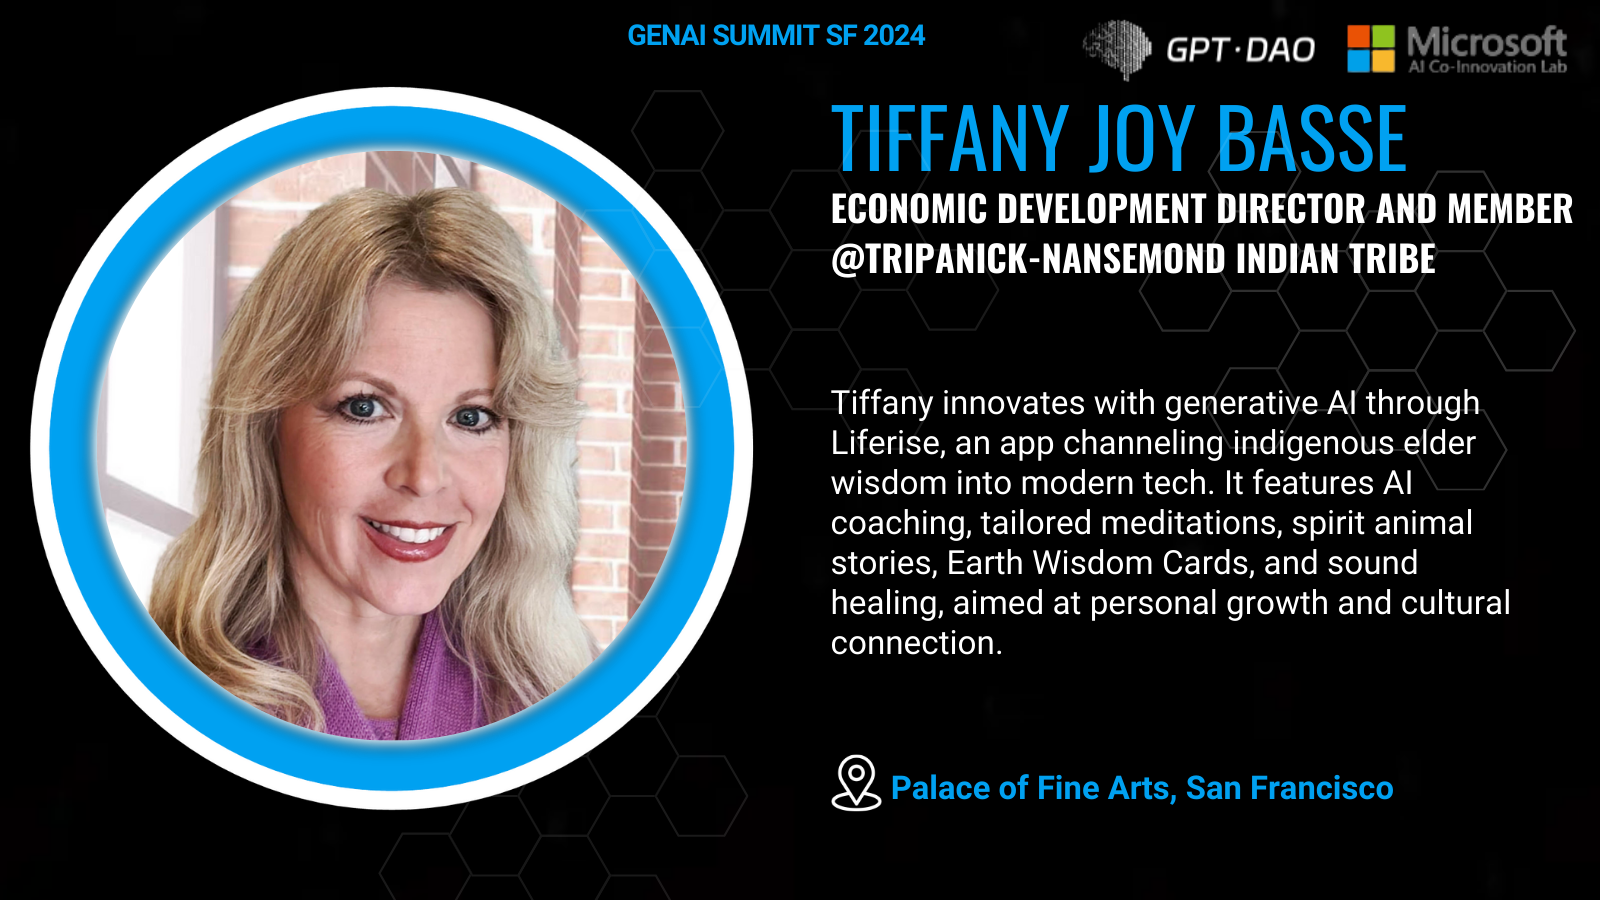 GENAI SUMMIT SF 2024
GPT·DAO
Microsoft
AI Co-Innovation Lab
TIFFANY JOY BASSE
ECONOMIC DEVELOPMENT DIRECTOR AND MEMBER
@TRIPANICK-NANSEMOND INDIAN TRIBE
Tiffany innovates with generative AI through
Liferise, an app channeling indigenous elder
wisdom into modern tech. It features AI
coaching, tailored meditations, spirit animal
stories, Earth Wisdom Cards, and sound
healing, aimed at personal growth and cultural
connection.
Palace of Fine Arts, San Francisco